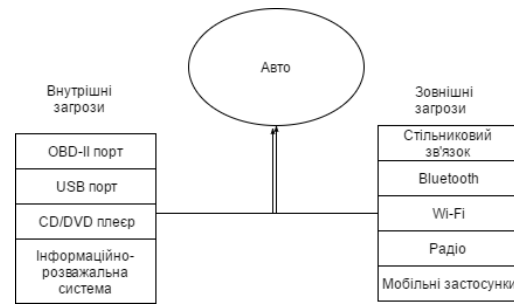 Авто
Внутрішні
загрози
OBD-II порт
USB порт
CD/DVD плеєр
Інформаційно-
розважальна
система
Зовнішні
загрози
Стільниковий
зв'язок
Bluetooth
Wi-Fi
Радіо
Мобільні застосунки